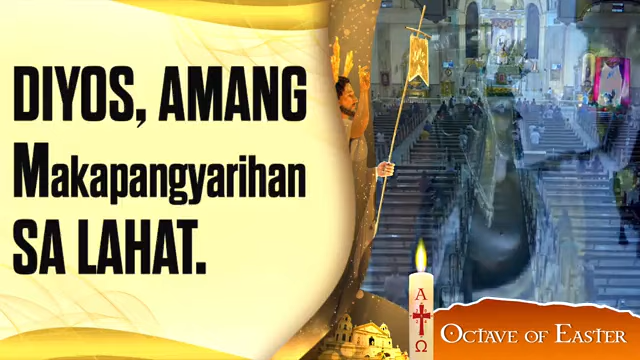 DIYOS, AMANG
Makapangyarihan
SA LAHAT.
Α
Ω
OCTAVE OF EASTER